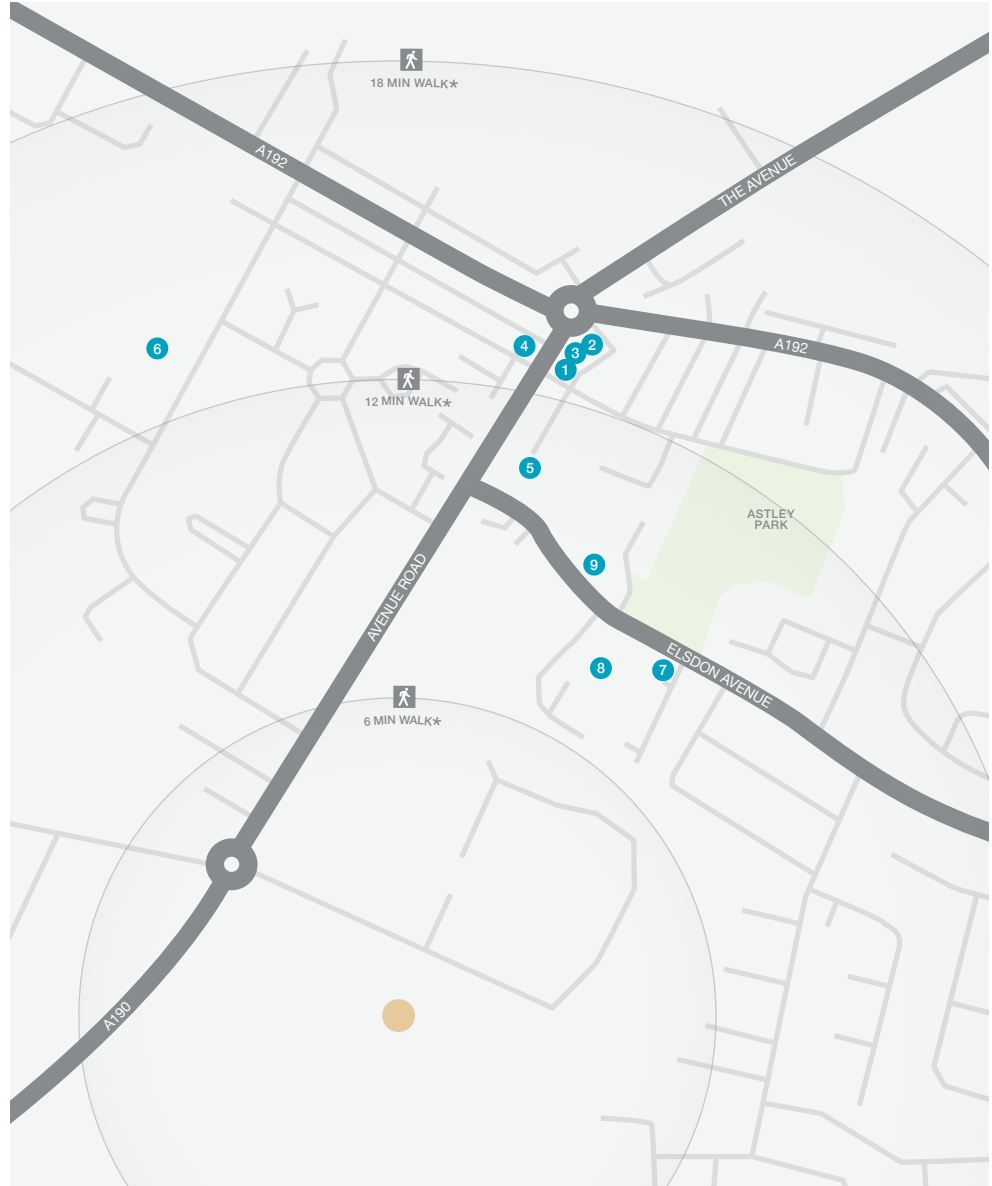 18 MIN WALK*
A192
THE AVENUE
6
4
2
3
1
A192
12 MIN WALK*
5
ASTLEY
PARK
9
AVENUE ROAD
8
7
ELSDON AVENUE
6 MIN WALK*
A190